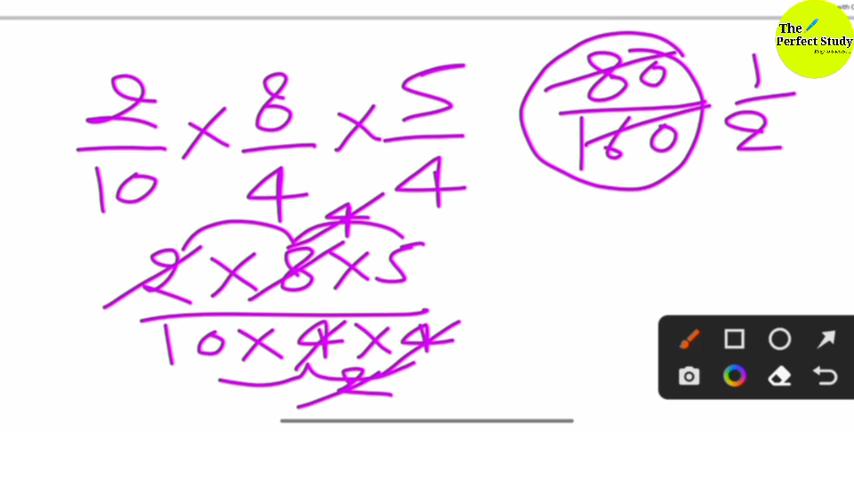 The
Perfect Study
2/10 × 8/4 × 5/4
80/160 1/2
4
2 × 8 × 5
10 × 4 × 4
2